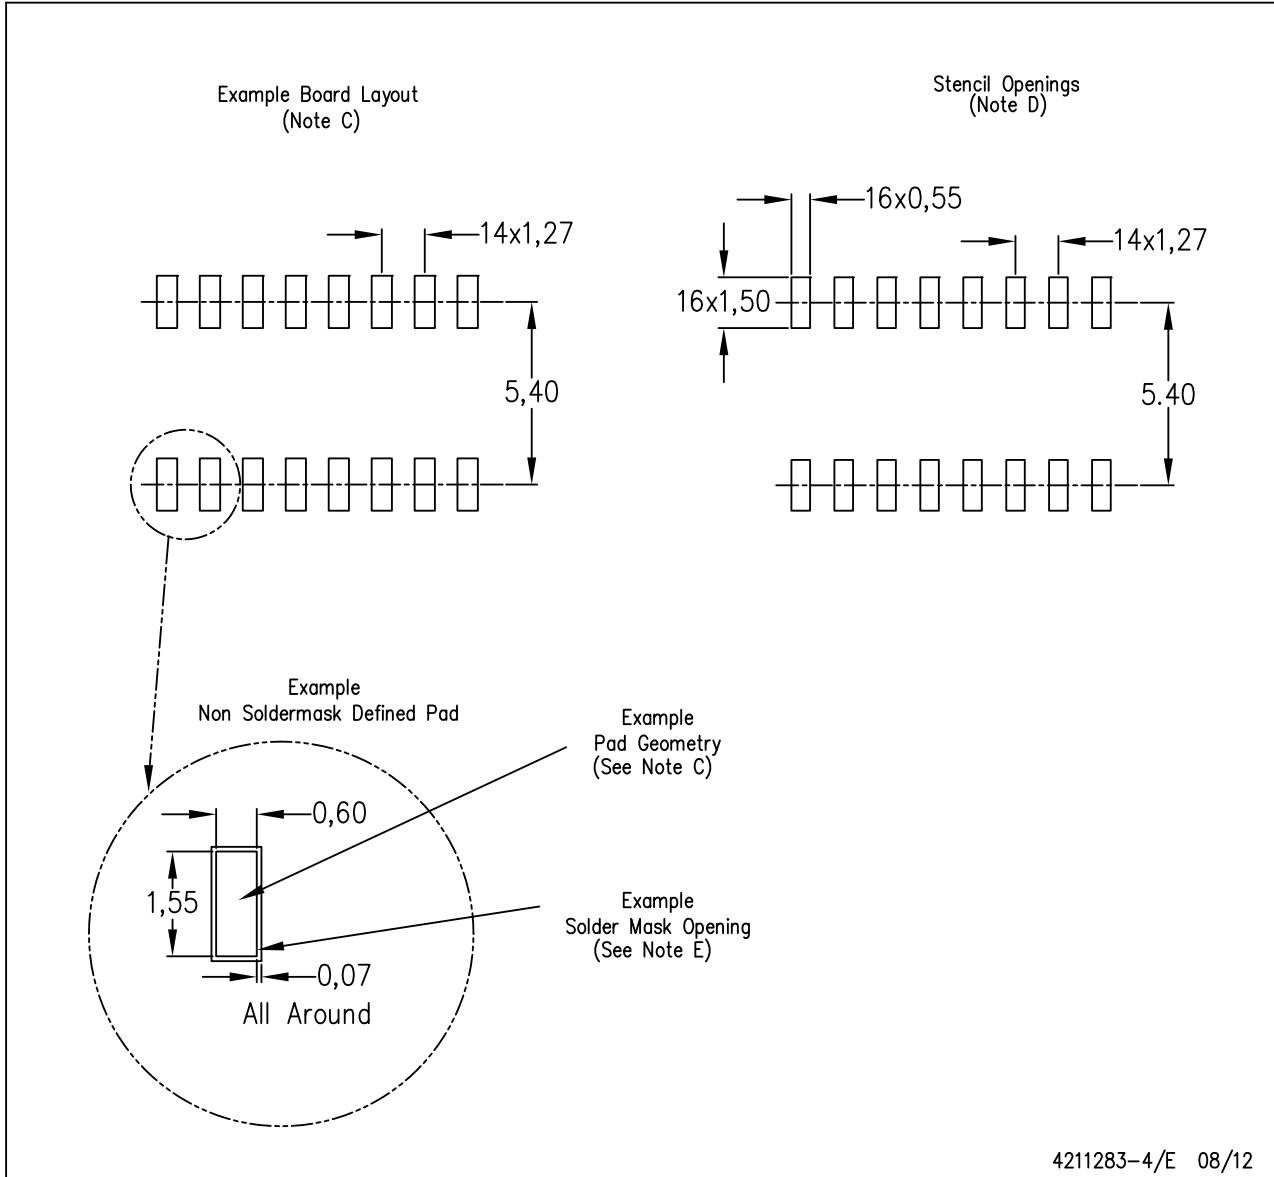 Example Board Layout
(Note C)
Stencil Openings
(Note D)
14x1,27
5,40
16x0,55
14x1,27
16x1,50
5.40
Example
Non Soldermask Defined Pad
Example
Pad Geometry
(See Note C)
0,60
1,55
Example
Solder Mask Opening
(See Note E)
0,07
All Around
4211283-4/E 08/12